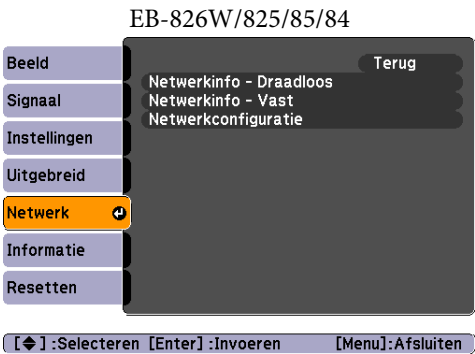 EB-826W/825/85/84
Beeld
Signaal
Instellingen
Uitgebreid
Netwerk
Informatie
Resetten
Terug
Netwerkinfo - Draadloos
Netwerkinfo - Vast
Netwerkconfiguratie
[◆] :Selecteren [Enter] :Invoeren [Menu]:Afsluiten